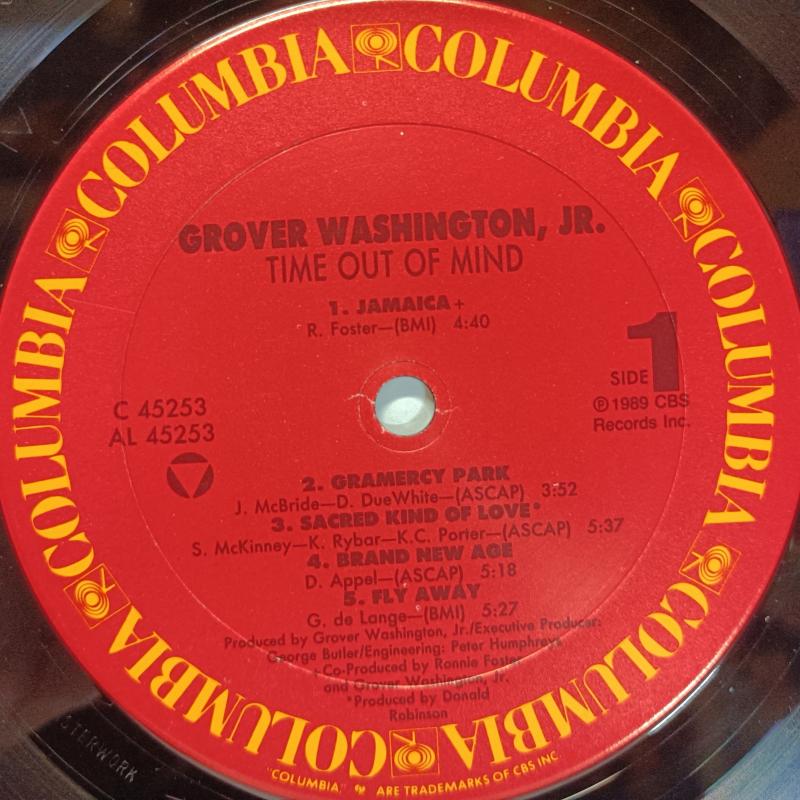 COLUMBIA COLUMBIA COLUMBIA COLUMBIA COLUMBIA COLUMBIA COLUMBIA
GROVER WASHINGTON, JR.
TIME OUT OF MIND
1. JAMAICA+
R. Foster—(BMI) 4:40
SIDE 1
℗1989 CBS
Records Inc.
C 45253
AL 45253
2. GRAMERCY PARK
J. McBride—D. DueWhite—(ASCAP) 3:52
3. SACRED KIND OF LOVE*
S. McKinney—K. Rybar—K.C. Porter—(ASCAP) 5:37
4. BRAND NEW AGE
D. Appel—(ASCAP) 5:18
5. FLY AWAY
G. de Lange—(BMI) 5:27
Produced by Grover Washington, Jr./Executive Producer:
George Butler/Engineering: Peter Humphreys
+Co-Produced by Ronnie Foster
and Grover Washington, Jr.
*Produced by Donald
Robinson
"COLUMBIA," ARE TRADEMARKS OF CBS INC
TERWORK